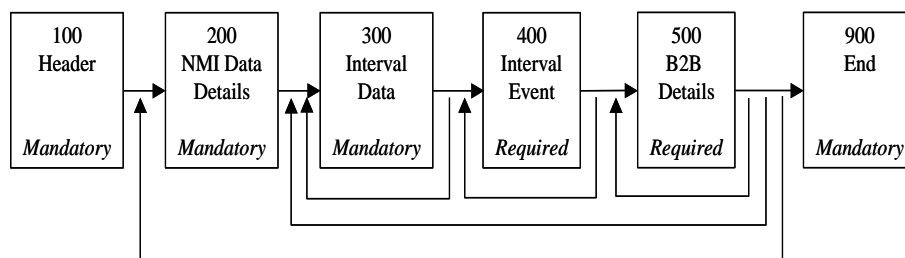 100
Header
Mandatory
200
NMI Data
Details
Mandatory
300
Interval
Data
Mandatory
400
Interval
Event
Required
500
B2B
Details
Required
900
End
Mandatory